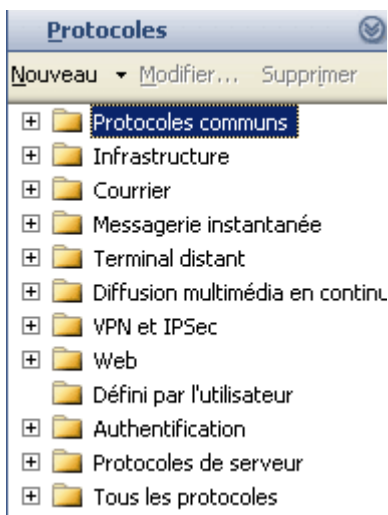 Protocoles
Nouveau Modifier... Supprimer
Protocoles communs
Infrastructure
Courrier
Messagerie instantanée
Terminal distant
Diffusion multimédia en continu
VPN et IPSec
Web
Défini par l'utilisateur
Authentification
Protocoles de serveur
Tous les protocoles